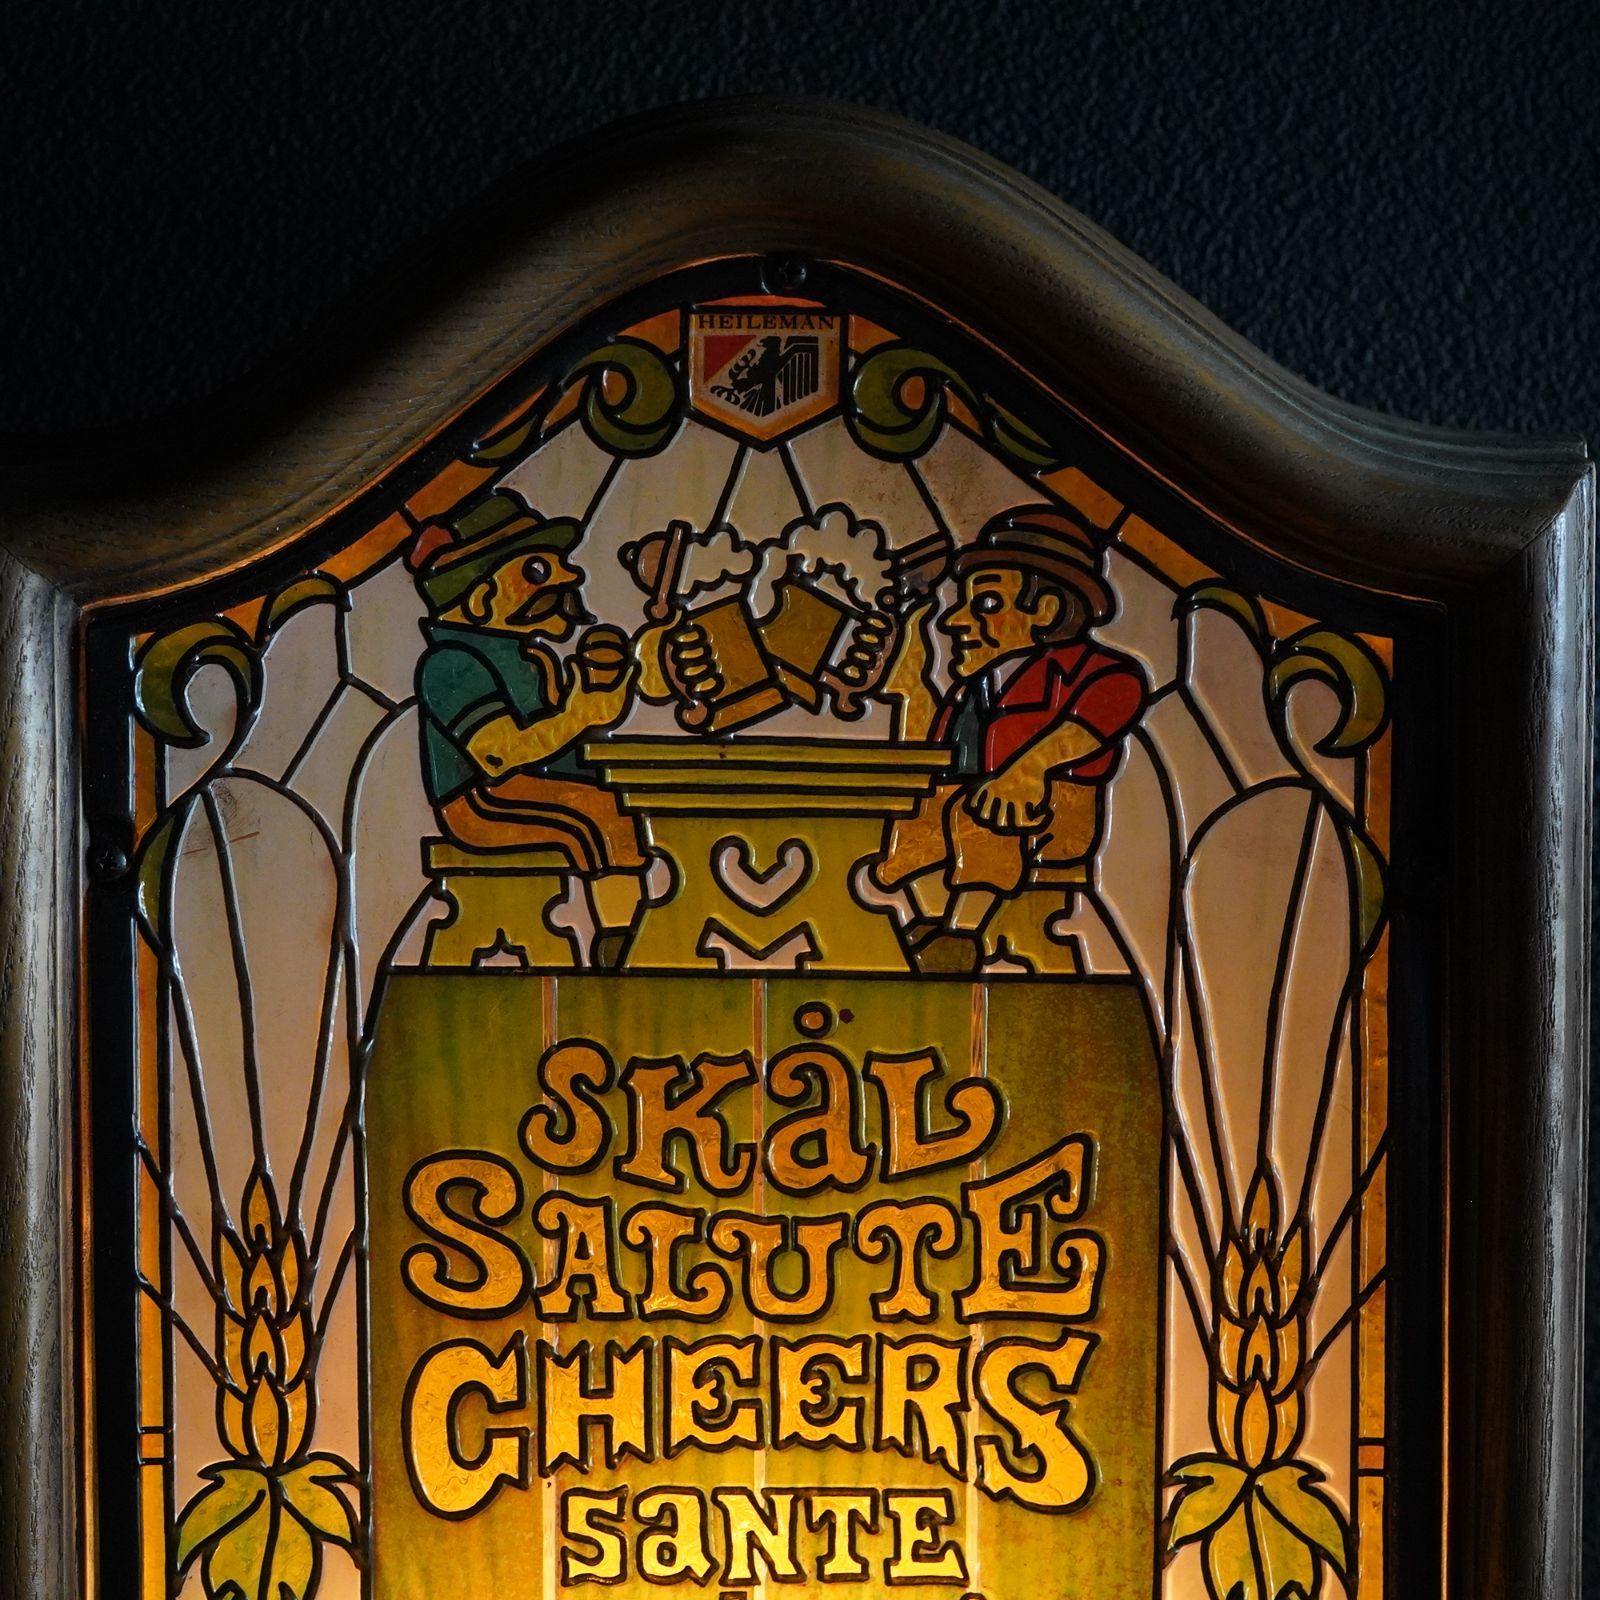 HEILEMAN
SKåL
SALUTE
CHEERS
SaNTE